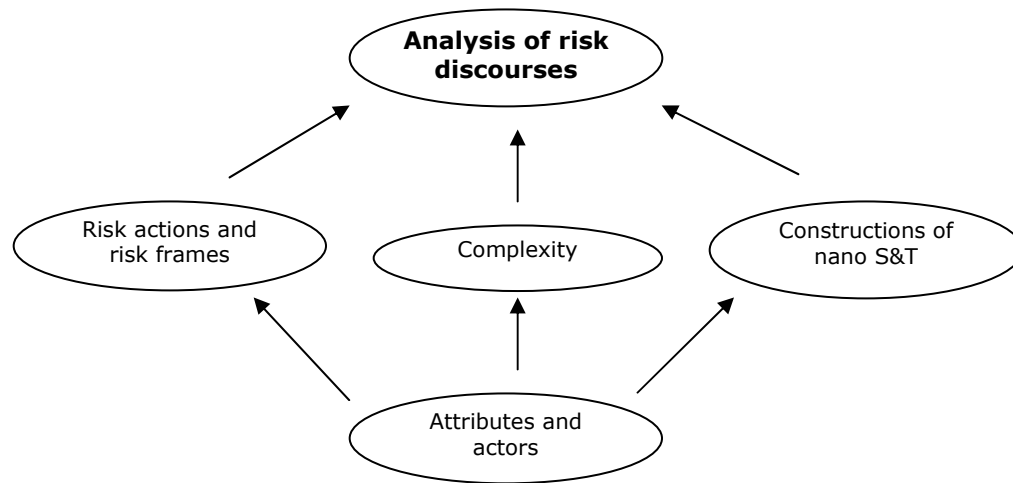 Analysis of risk
discourses
Risk actions and
risk frames
Complexity
Constructions of
nano S&T
Attributes and
actors